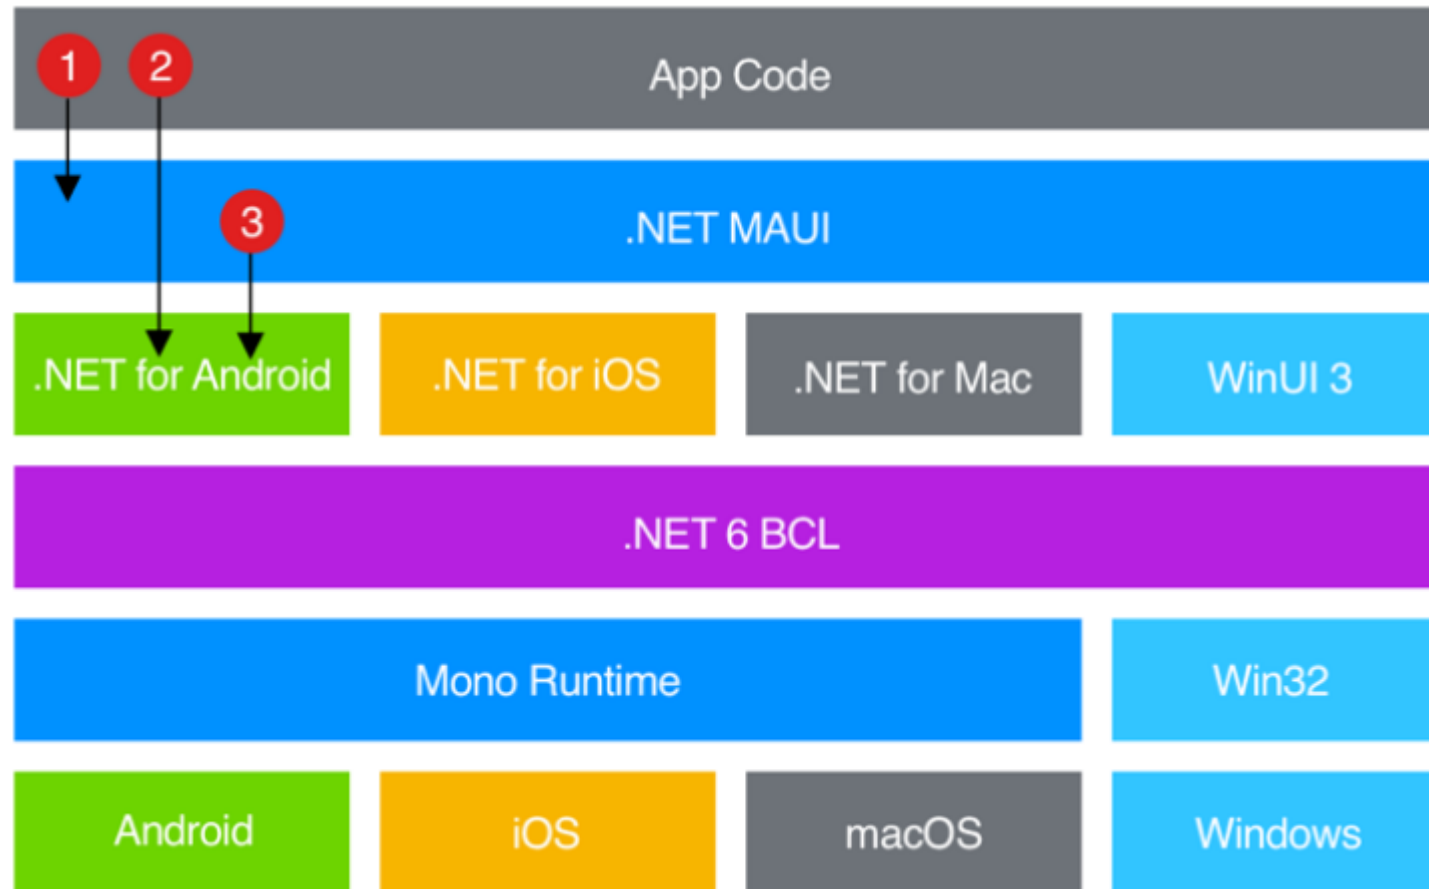 1 2
App Code
3
.NET MAUI
.NET for Android
.NET for iOS
.NET for Mac
WinUI 3
.NET 6 BCL
Mono Runtime
Win32
Android
iOS
macOS
Windows